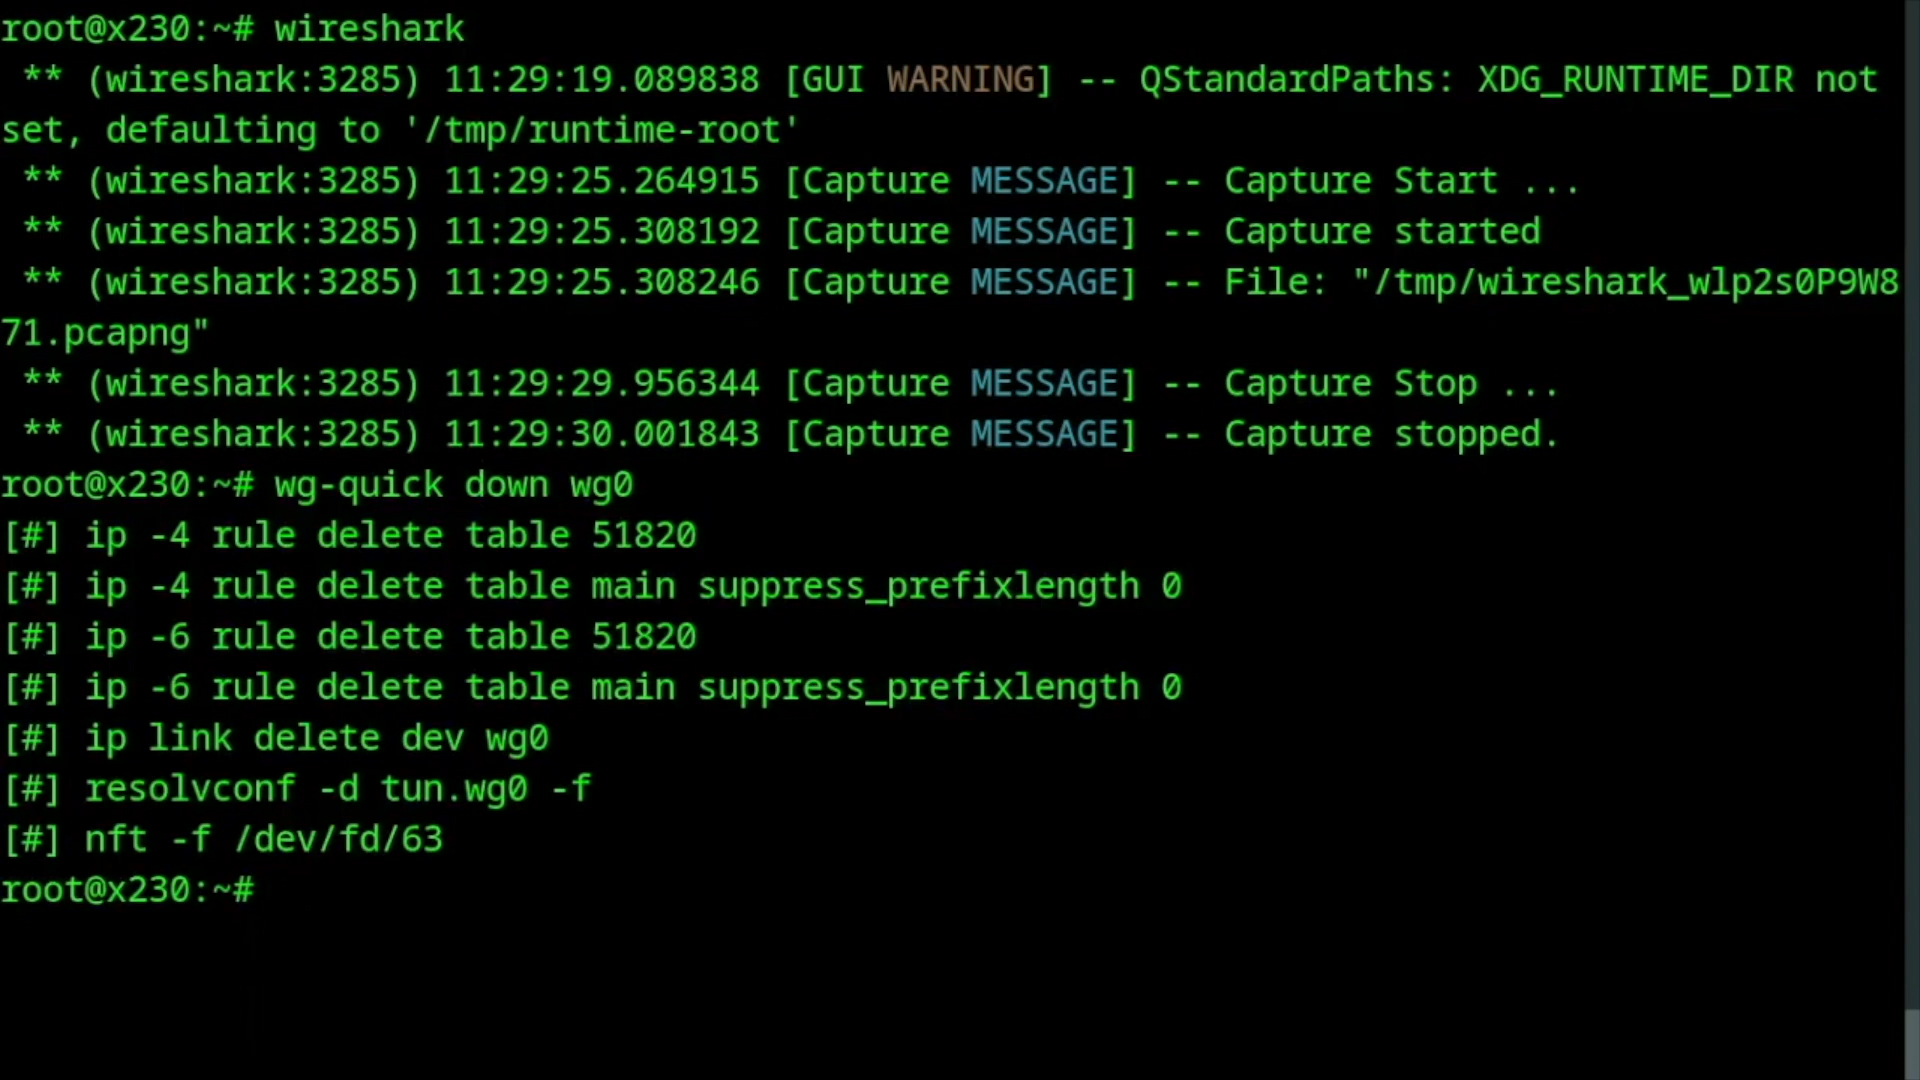 root@x230:~# wireshark
 ** (wireshark:3285) 11:29:19.089838 [GUI WARNING] -- QStandardPaths: XDG_RUNTIME_DIR not
set, defaulting to '/tmp/runtime-root'
 ** (wireshark:3285) 11:29:25.264915 [Capture MESSAGE] -- Capture Start ...
 ** (wireshark:3285) 11:29:25.308192 [Capture MESSAGE] -- Capture started
 ** (wireshark:3285) 11:29:25.308246 [Capture MESSAGE] -- File: "/tmp/wireshark_wlp2s0P9W8
71.pcapng"
 ** (wireshark:3285) 11:29:29.956344 [Capture MESSAGE] -- Capture Stop ...
 ** (wireshark:3285) 11:29:30.001843 [Capture MESSAGE] -- Capture stopped.
root@x230:~# wg-quick down wg0
[#] ip -4 rule delete table 51820
[#] ip -4 rule delete table main suppress_prefixlength 0
[#] ip -6 rule delete table 51820
[#] ip -6 rule delete table main suppress_prefixlength 0
[#] ip link delete dev wg0
[#] resolvconf -d tun.wg0 -f
[#] nft -f /dev/fd/63
root@x230:~#